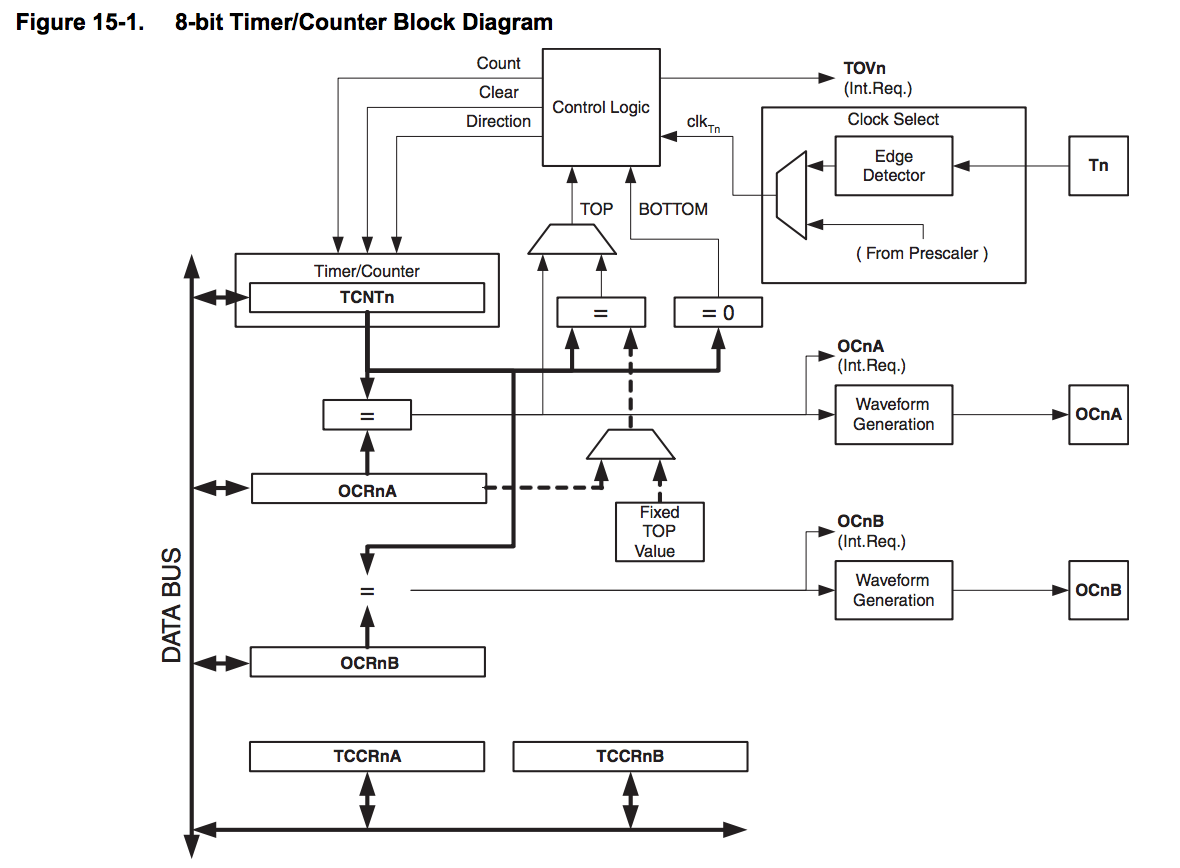 Figure 15-1. 8-bit Timer/Counter Block Diagram
Count
Clear
Direction
Control Logic
TOVn
(Int.Req.)
clkTn
Clock Select
Edge
Detector
Tn
( From Prescaler )
TOP
BOTTOM
Timer/Counter
TCNTn
=
= 0
OCnA
(Int.Req.)
=
Waveform
Generation
OCnA
OCRnA
Fixed
TOP
Value
OCnB
(Int.Req.)
=
Waveform
Generation
OCnB
DATA BUS
OCRnB
TCCRnA
TCCRnB